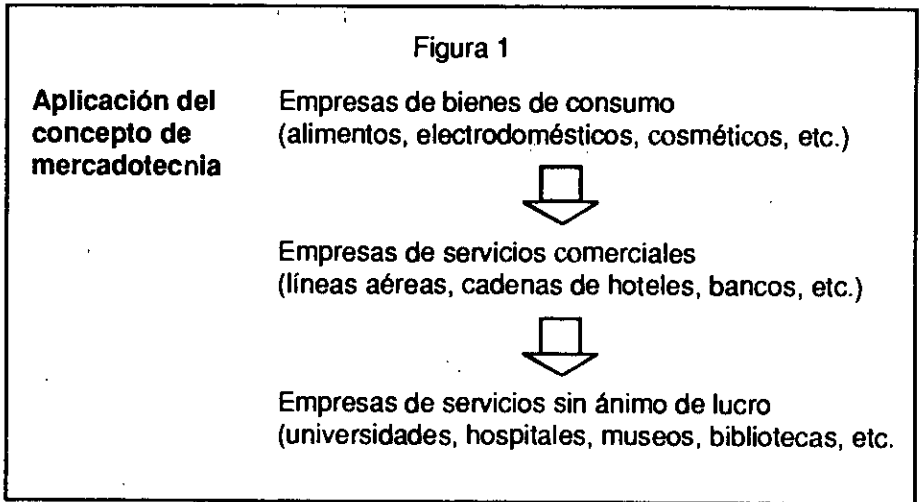 Figura 1
Aplicación del
concepto de
mercadotecnia
Empresas de bienes de consumo
(alimentos, electrodomésticos, cosméticos, etc.)
Empresas de servicios comerciales
(líneas aéreas, cadenas de hoteles, bancos, etc.)
Empresas de servicios sin ánimo de lucro
(universidades, hospitales, museos, bibliotecas, etc.